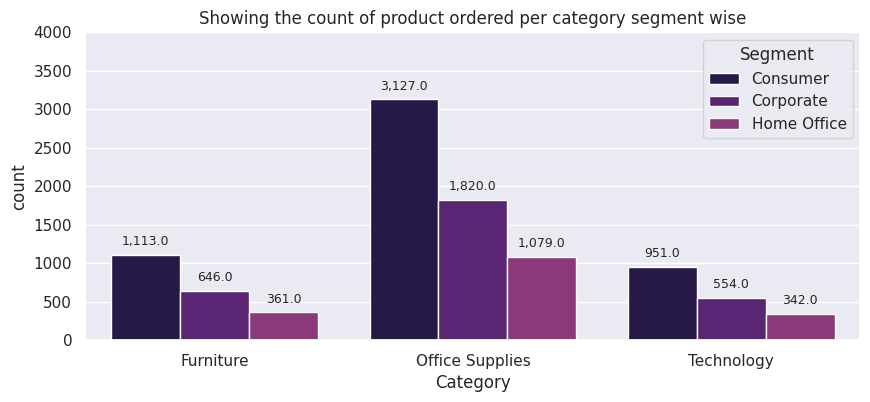 Showing the count of product ordered per category segment wise
4000
3500
3000
2500
2000
1500
1000
500
0
count
Segment
Consumer
Corporate
Home Office
1,113.0
646.0
361.0
3,127.0
1,820.0
1,079.0
951.0
554.0
342.0
Furniture
Office Supplies
Technology
Category